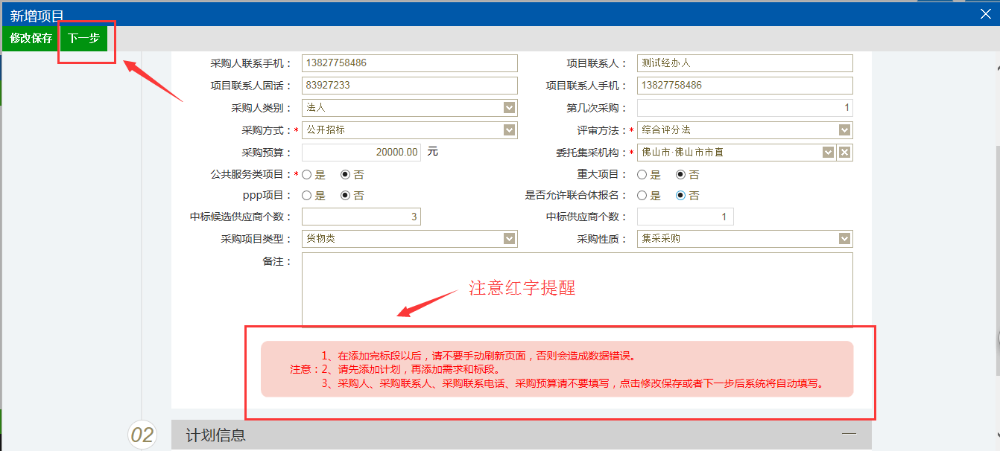 新增项目
修改保存 下一步
采购人联系手机： 13827758486 项目联系人： 测试经办人
项目联系人固话： 83927233 项目联系人手机： 13827758486
采购人类别： 法人 第几次采购： 1
采购方式：* 公开招标 评审方法：* 综合评分法
采购预算： 20000.00 元 委托集采机构：* 佛山市·佛山市市直
公共服务类项目：* 是 否 重大项目： 是 否
ppp项目： 是 否 是否允许联合体报名： 是 否
中标候选供应商个数： 3 中标供应商个数： 1
采购项目类型： 货物类 采购性质： 集采采购
备注：
注意红字提醒
1、在添加完标段以后，请不要手动刷新页面，否则会造成数据错误。
注意：2、请先添加计划，再添加需求和标段。
3、采购人、采购联系人、采购联系电话、采购预算请不要填写，点击修改保存或者下一步后系统将自动填写。
02 计划信息